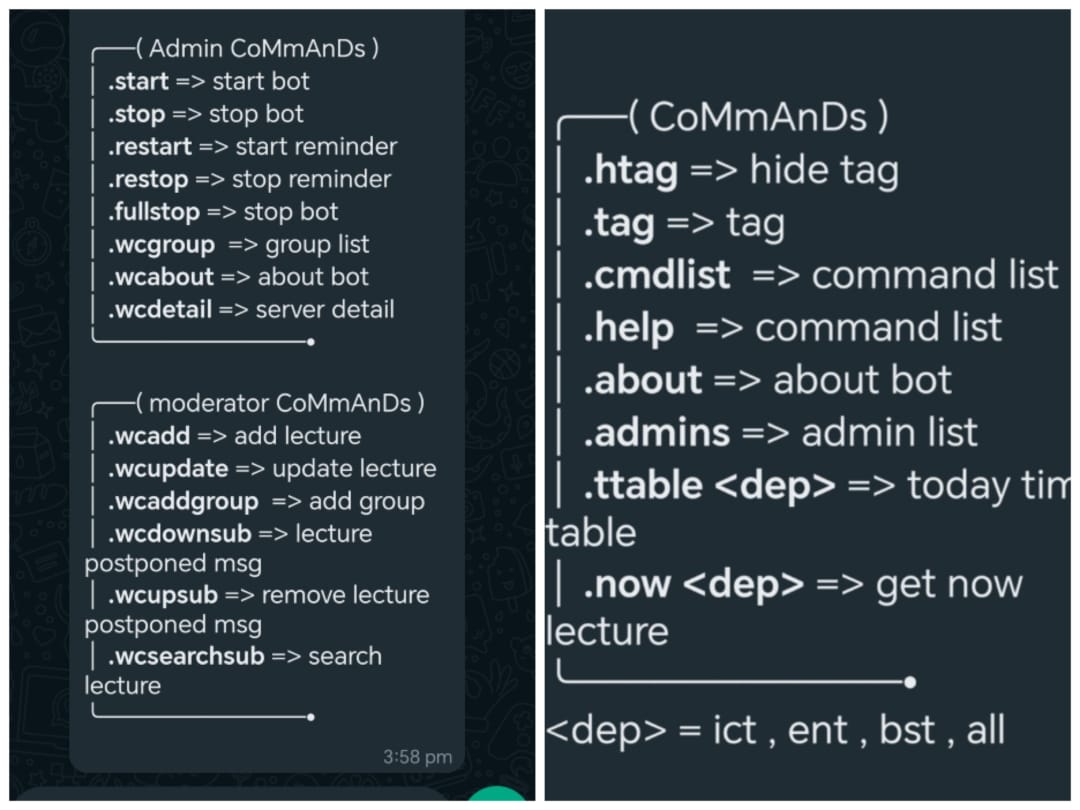 ( Admin CoMmAnDs )
.start => start bot
.stop => stop bot
.restart => start reminder
.restop => stop reminder
.fullstop => stop bot
.wcgroup => group list
.wcabout => about bot
.wcdetail => server detail
( moderator CoMmAnDs )
.wcadd => add lecture
.wcupdate => update lecture
.wcaddgroup => add group
.wcdownsub => lecture
postponed msg
.wcupsub => remove lecture
postponed msg
.wcsearchsub => search
lecture
3:58 pm
( CoMmAnDs )
.htag => hide tag
.tag => tag
.cmdlist => command list
.help => command list
.about => about bot
.admins => admin list
.ttable <dep> => today tim
table
.now <dep> => get now
lecture
<dep> = ict , ent , bst , all